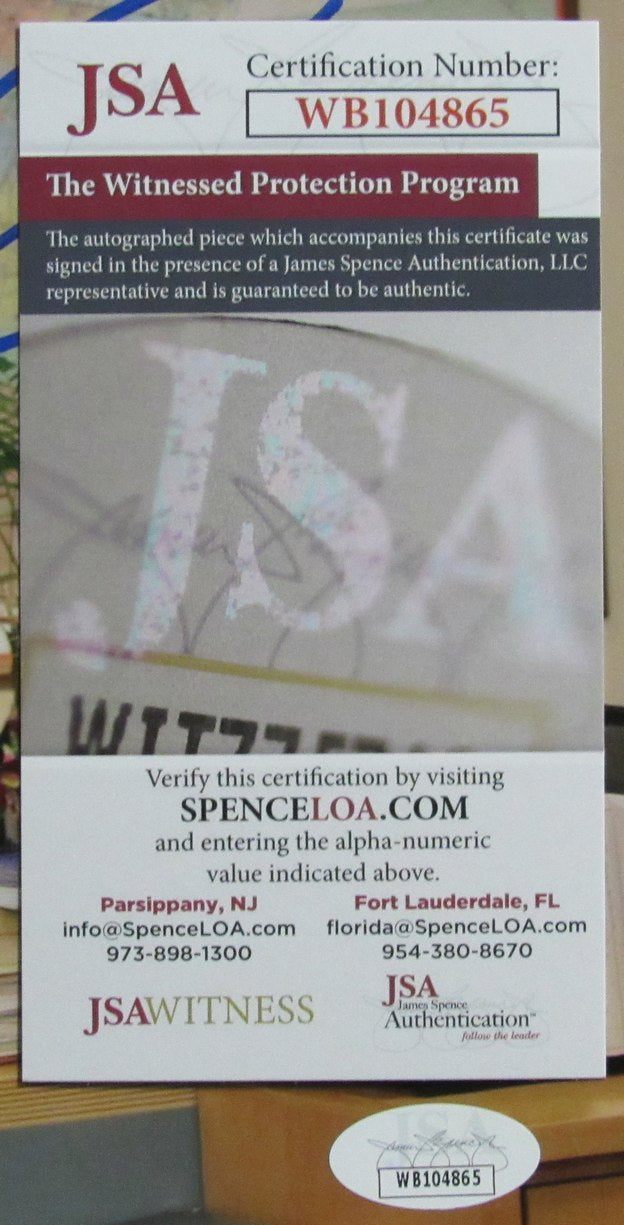 JSA
Certification Number:
WB104865
The Witnessed Protection Program
The autographed piece which accompanies this certificate was
signed in the presence of a James Spence Authentication, LLC
representative and is guaranteed to be authentic.
JSA
Verify this certification by visiting
SPENCELOA.COM
and entering the alpha-numeric
value indicated above.
Parsippany, NJ
info@SpenceLOA.com
973-898-1300
Fort Lauderdale, FL
florida@SpenceLOA.com
954-380-8670
JSAWITNESS
JSA
James Spence
Authentication™
follow the leader
JSA
WB104865